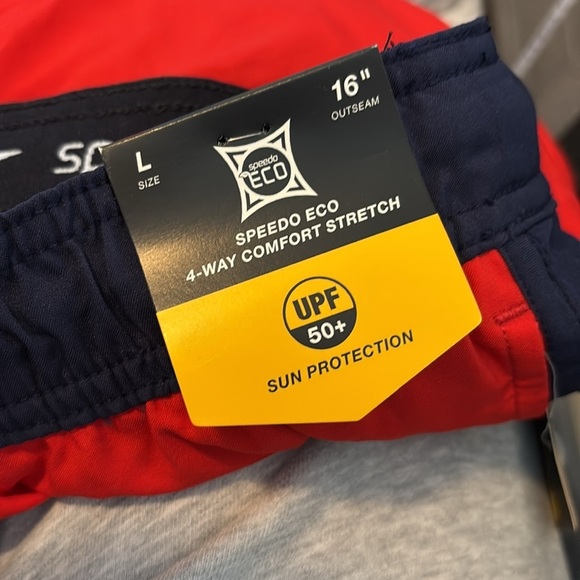 L
SIZE
16"
OUTSEAM
speedo
ECO
SPEEDO ECO
4-WAY COMFORT STRETCH
UPF
50+
SUN PROTECTION